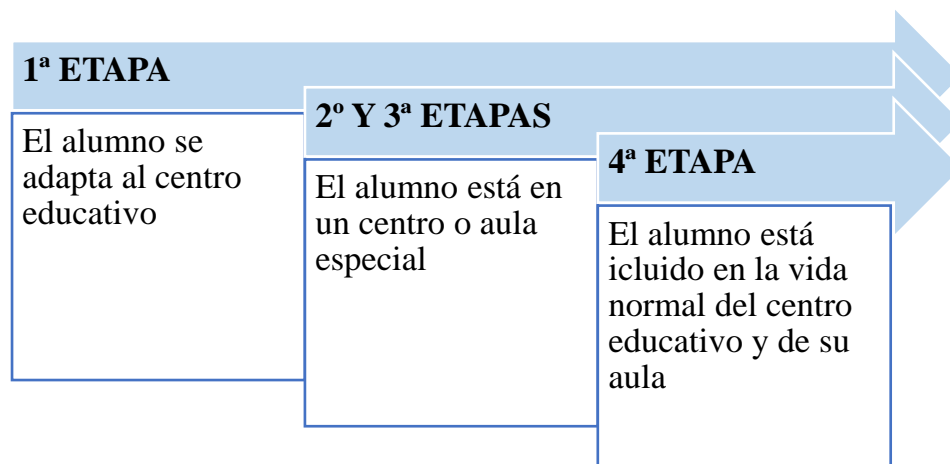 1ª ETAPA
El alumno se
adapta al centro
educativo
2º Y 3ª ETAPAS
El alumno está en
un centro o aula
especial
4ª ETAPA
El alumno está
icluido en la vida
normal del centro
educativo y de su
aula